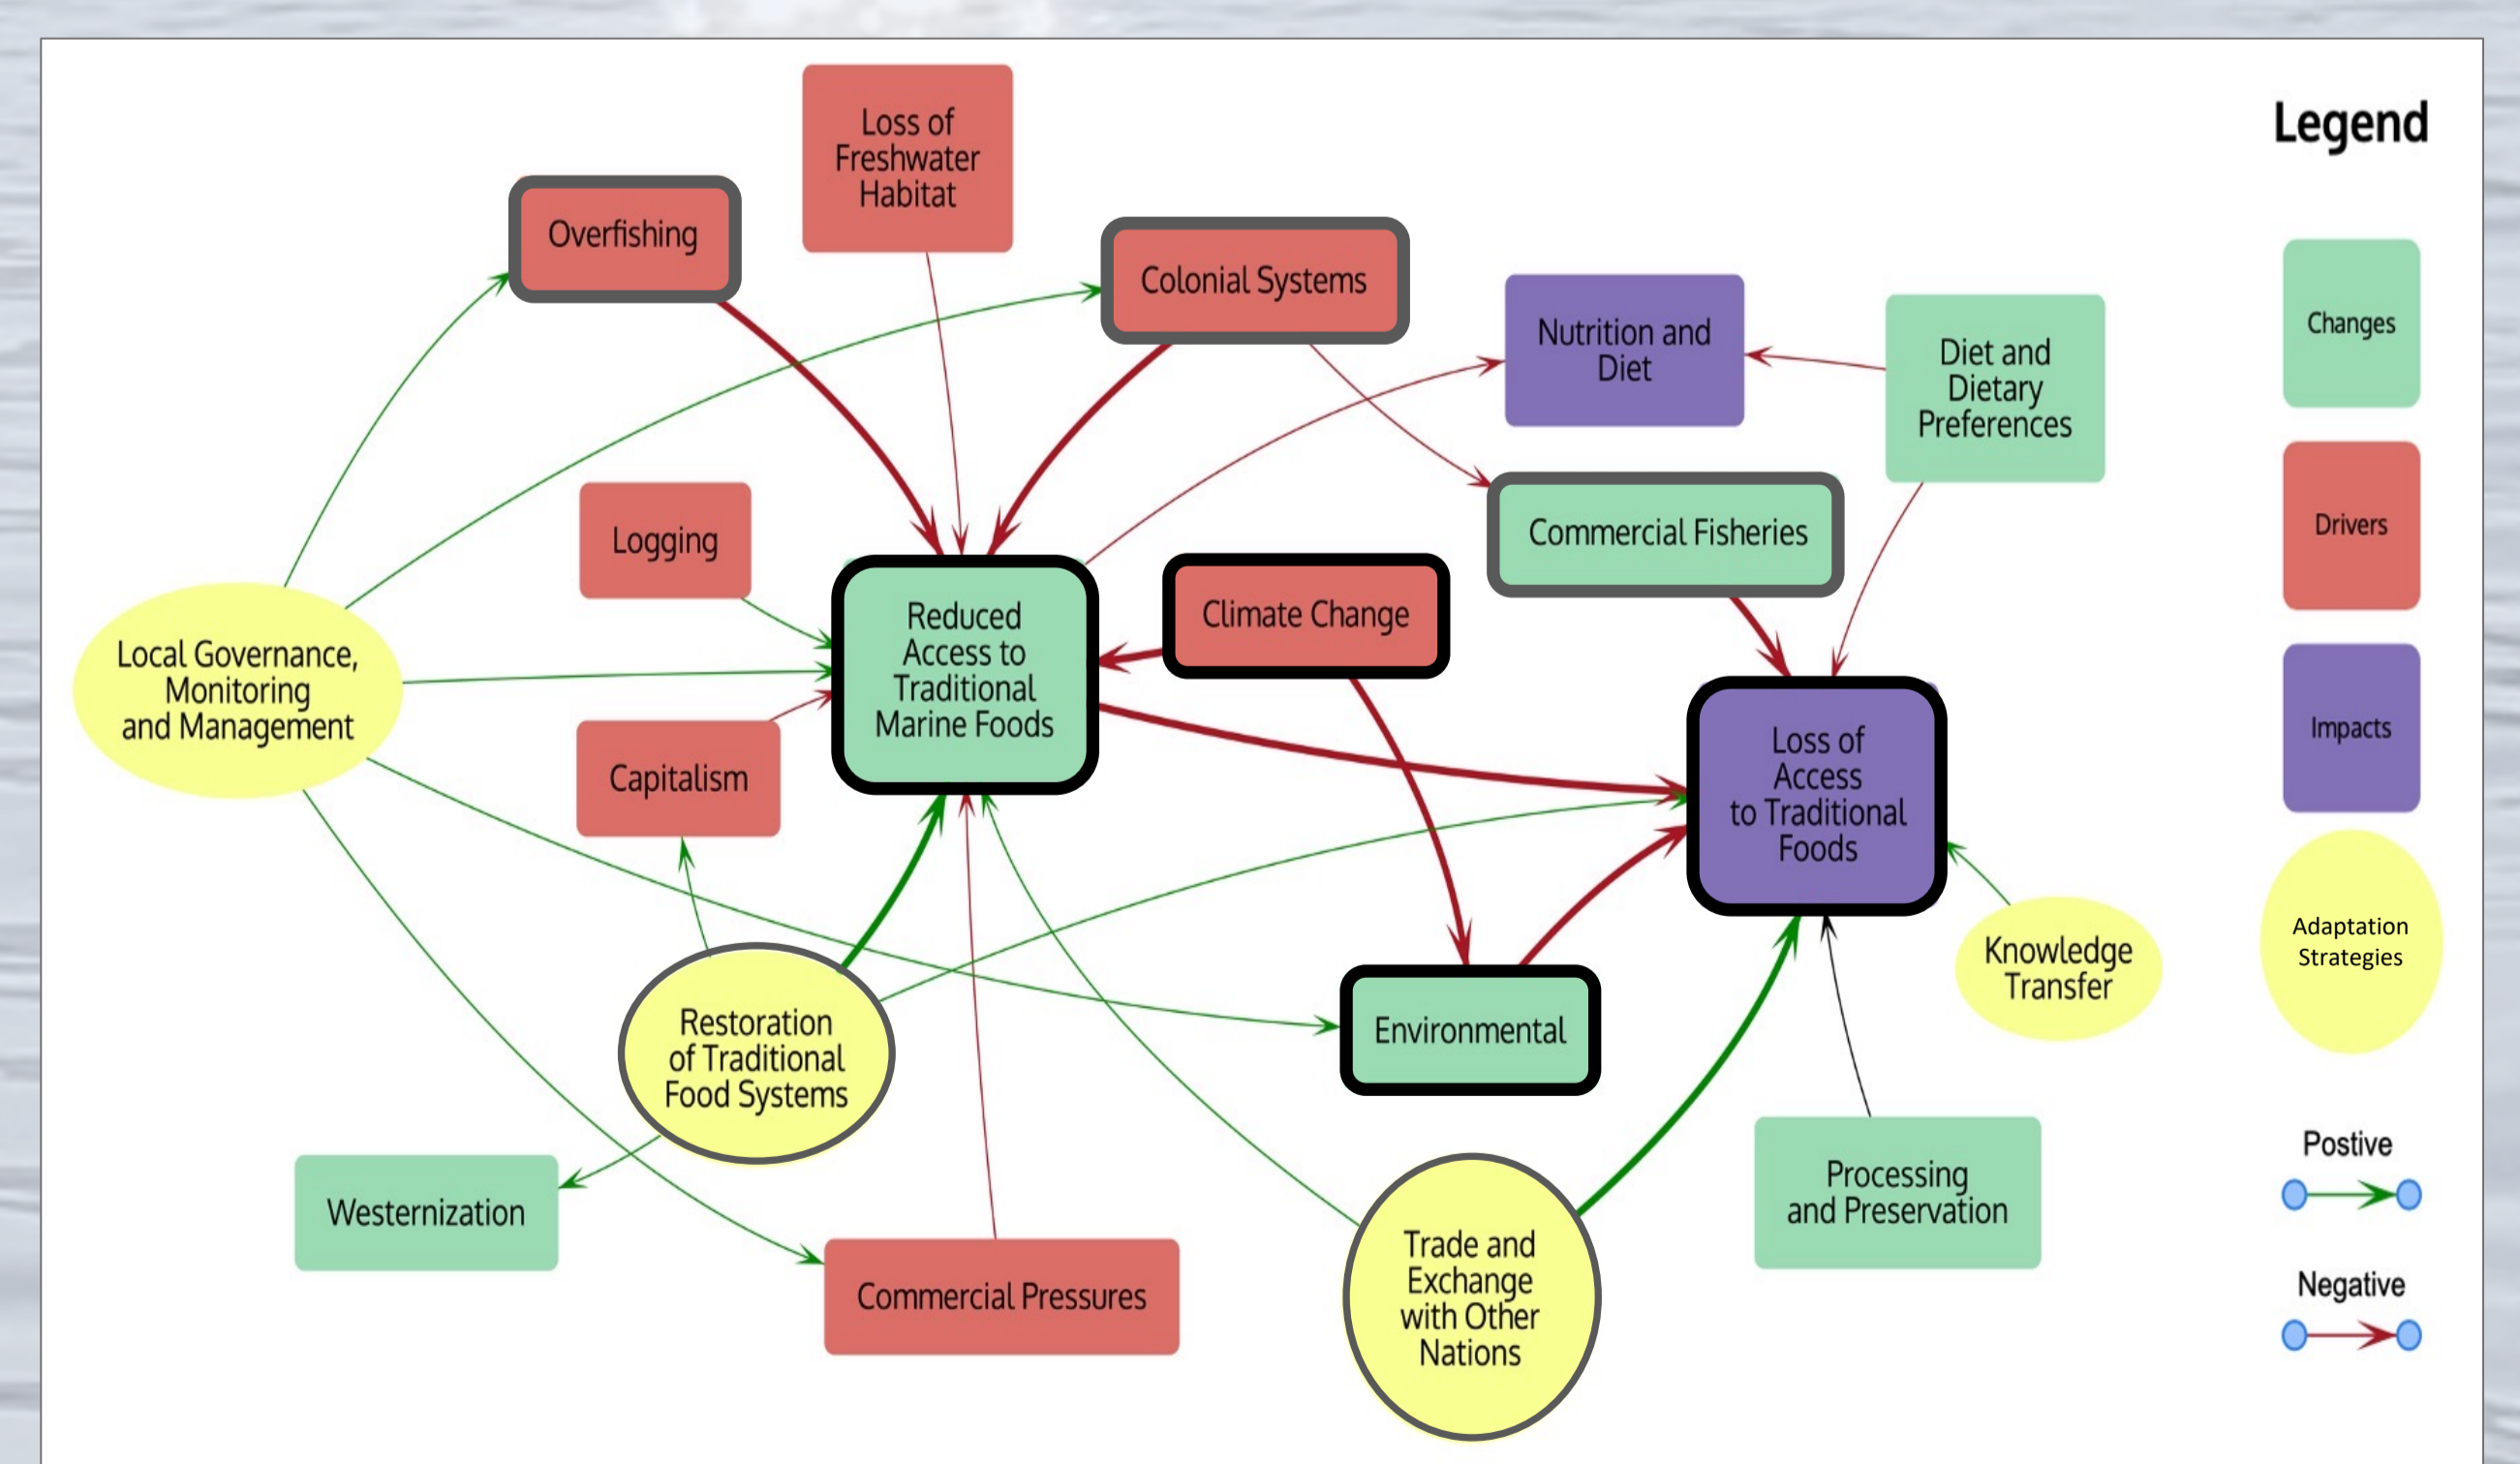 Legend
Loss of
Freshwater
Habitat
Overfishing
Colonial Systems
Nutrition and
Diet
Diet and
Dietary
Preferences
Changes
Logging
Commercial Fisheries
Drivers
Reduced
Access to
Traditional
Marine Foods
Climate Change
Local Governance,
Monitoring
and Management
Capitalism
Loss of
Access
to Traditional
Foods
Impacts
Restoration
of Traditional
Food Systems
Environmental
Knowledge
Transfer
Adaptation
Strategies
Westernization
Commercial Pressures
Trade and
Exchange
with Other
Nations
Processing
and Preservation
Postive
Negative